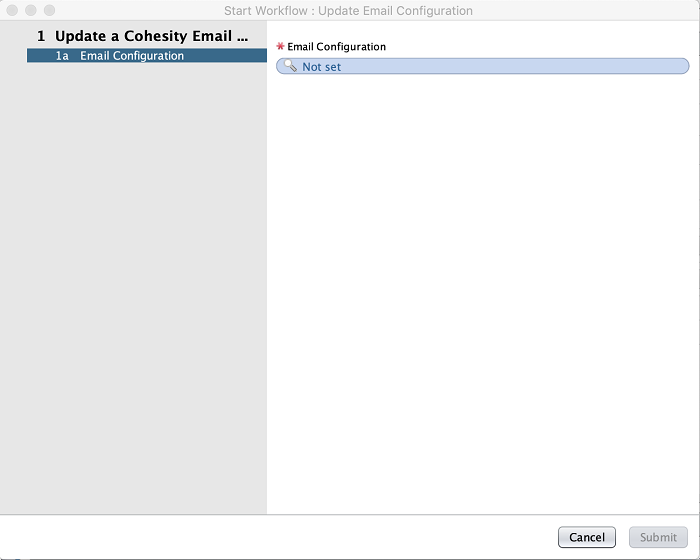 Start Workflow : Update Email Configuration
1 Update a Cohesity Email ...
1a Email Configuration
* Email Configuration
Not set
Cancel
Submit